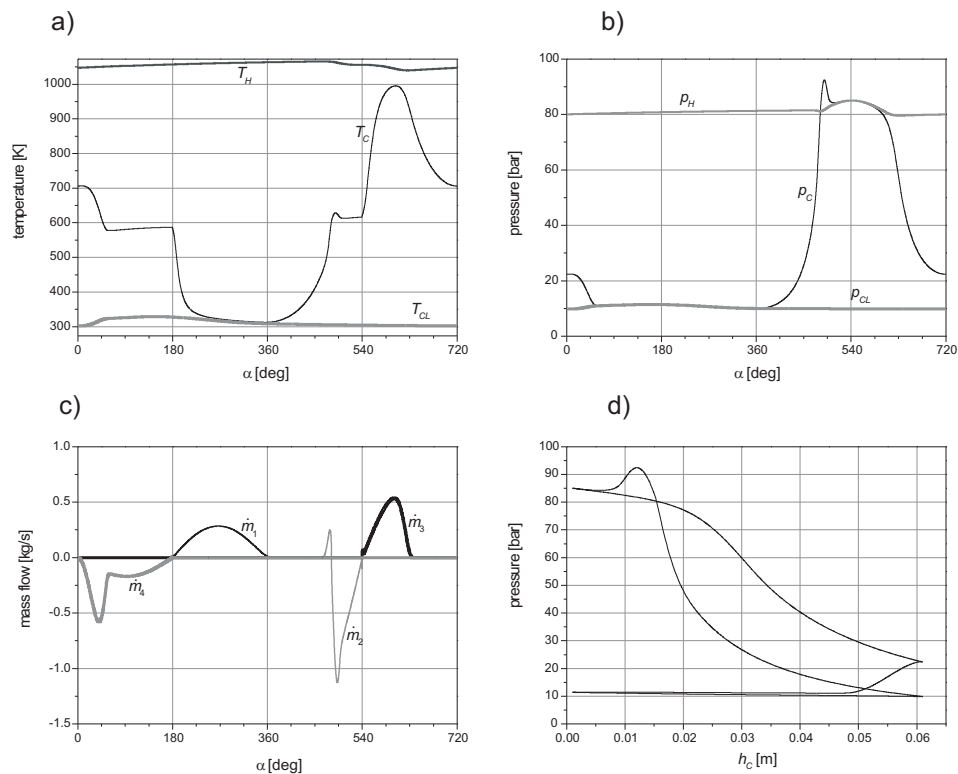 a)
temperature [K]
1000
900
800
700
600
500
400
300
T_H
T_C
T_CL
0 180 360 540 720
α [deg]
b)
pressure [bar]
100
80
60
40
20
0
p_H
p_C
p_CL
0 180 360 540 720
α [deg]
c)
mass flow [kg/s]
1.0
0.5
0.0
-0.5
-1.0
-1.5
ṁ_1
ṁ_3
ṁ_4
ṁ_2
0 180 360 540 720
α [deg]
d)
pressure [bar]
100
90
80
70
60
50
40
30
20
10
0
0.00 0.01 0.02 0.03 0.04 0.05 0.06
h_C [m]